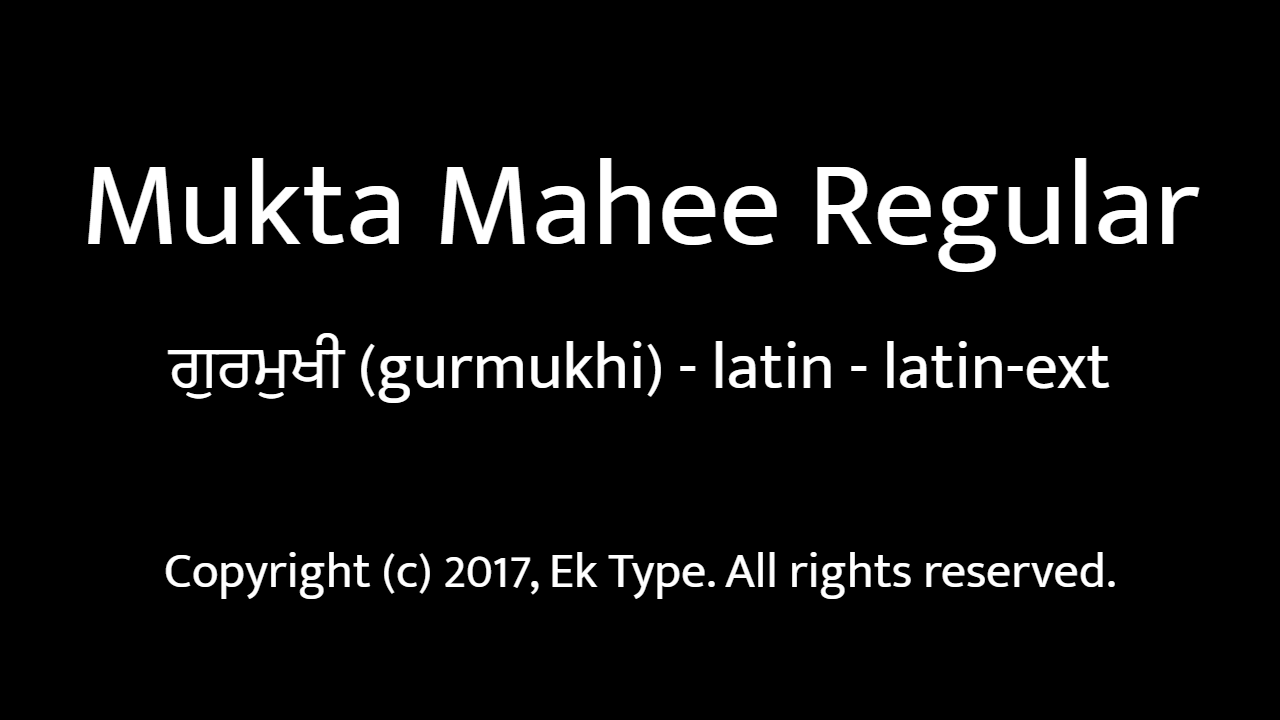 Mukta Mahee Regular
ਗੁਰਮੁਖੀ (gurmukhi) - latin - latin-ext
Copyright (c) 2017, Ek Type. All rights reserved.